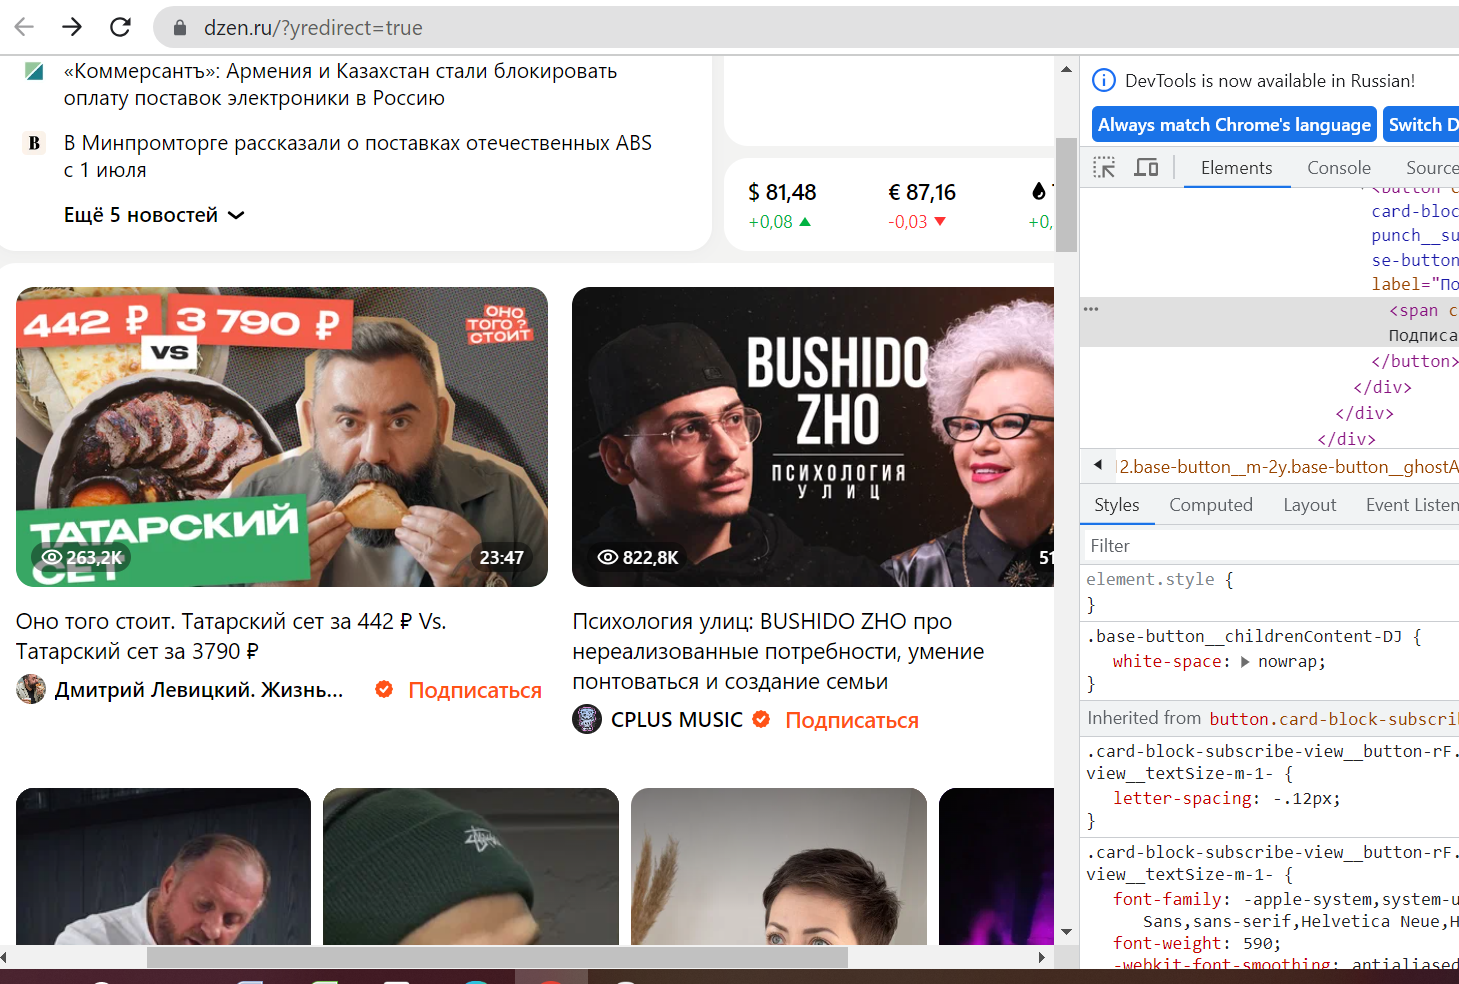 dzen.ru/?yredirect=true
«Коммерсантъ»: Армения и Казахстан стали блокировать
оплату поставок электроники в Россию
В
В Минпромторге рассказали о поставках отечественных ABS
с 1 июля
Ещё 5 новостей
$ 81,48
€ 87,16
+0,08
-0,03
+0,
442 ₽
3 790 ₽
VS
ОНО
ТОГО?
СТОИТ
ТАТАРСКИЙ
СЕТ
263,2K
23:47
BUSHIDO
ZHO
ПСИХОЛОГИЯ
УЛИЦ
822,8K
51
Оно того стоит. Татарский сет за 442 ₽ Vs.
Татарский сет за 3790 ₽
Дмитрий Левицкий. Жизнь...
Подписаться
Психология улиц: BUSHIDO ZHO про
нереализованные потребности, умение
понтоваться и создание семьи
CPLUS MUSIC
Подписаться
DevTools is now available in Russian!
Always match Chrome's language
Switch D
Elements
Console
Source
<button c
card-bloc
punch__su
se-button
label="По
<span c
Подписа
</button>
</div>
</div>
</div>
12.base-button__m-2y.base-button__ghostA
Styles
Computed
Layout
Event Listen
Filter
element.style {
}
.base-button__childrenContent-DJ {
white-space: nowrap;
}
Inherited from button.card-block-subscri
.card-block-subscribe-view__button-rF.
view__textSize-m-1- {
letter-spacing: -.12px;
}
.card-block-subscribe-view__button-rF.
view__textSize-m-1- {
font-family: -apple-system,system-u
Sans,sans-serif,Helvetica Neue,H
font-weight: 590;
-webkit-font-smoothing: antialiased